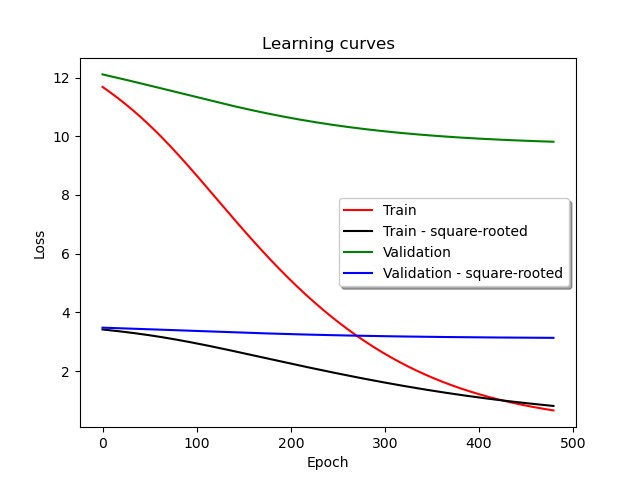 Learning curves
Loss
12
10
8
6
4
2
Train
Train - square-rooted
Validation
Validation - square-rooted
0 100 200 300 400 500
Epoch